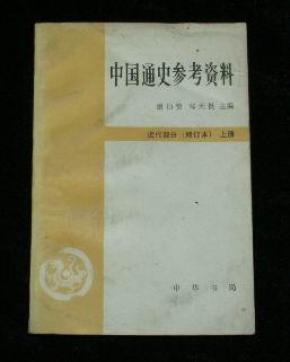 中国通史参考资料
翦伯赞 郑天挺 主编
近代部分（修订本）上册
中华书局